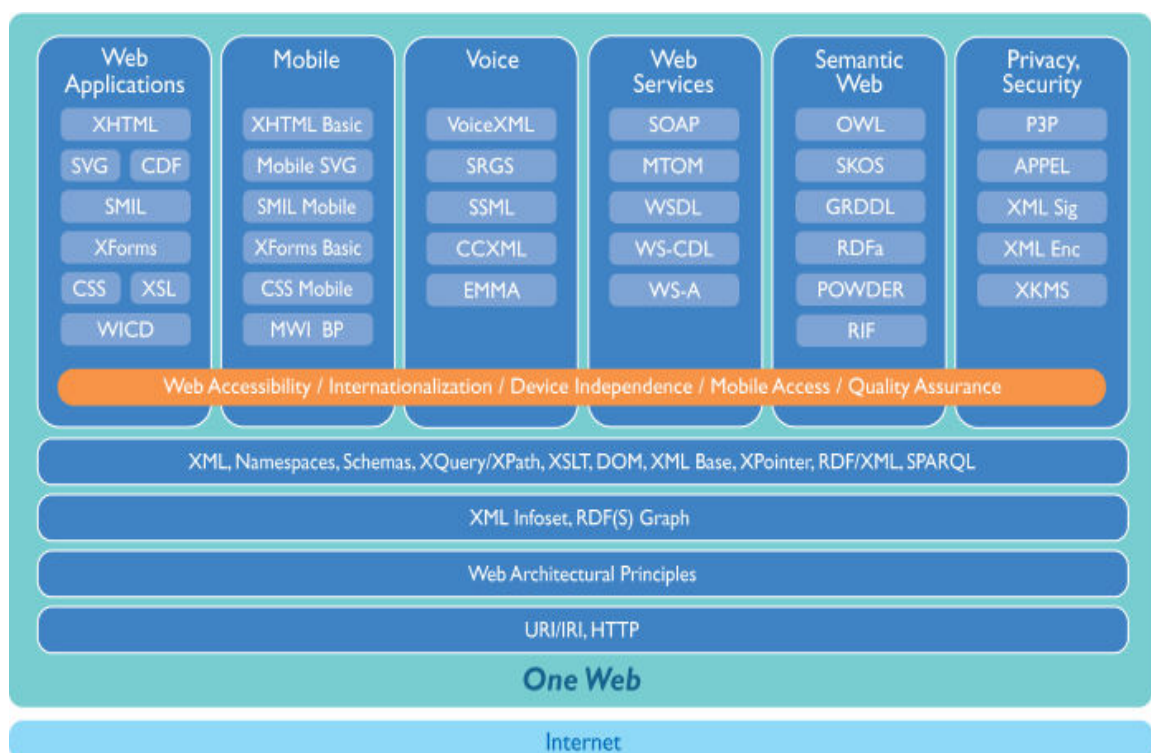 Web
Applications
XHTML
SVG CDF
SMIL
XForms
CSS XSL
WICD
Mobile
XHTML Basic
Mobile SVG
SMIL Mobile
XForms Basic
CSS Mobile
MWI BP
Voice
VoiceXML
SRGS
SSML
CCXML
EMMA
Web
Services
SOAP
MTOM
WSDL
WS-CDL
WS-A
Semantic
Web
OWL
SKOS
GRDDL
RDFa
POWDER
RIF
Privacy,
Security
P3P
APPEL
XML Sig
XML Enc
XKMS
Web Accessibility / Internationalization / Device Independence / Mobile Access / Quality Assurance
XML, Namespaces, Schemas, XQuery/XPath, XSLT, DOM, XML Base, XPointer, RDF/XML, SPARQL
XML Infoset, RDF(S) Graph
Web Architectural Principles
URI/IRI, HTTP
One Web
Internet